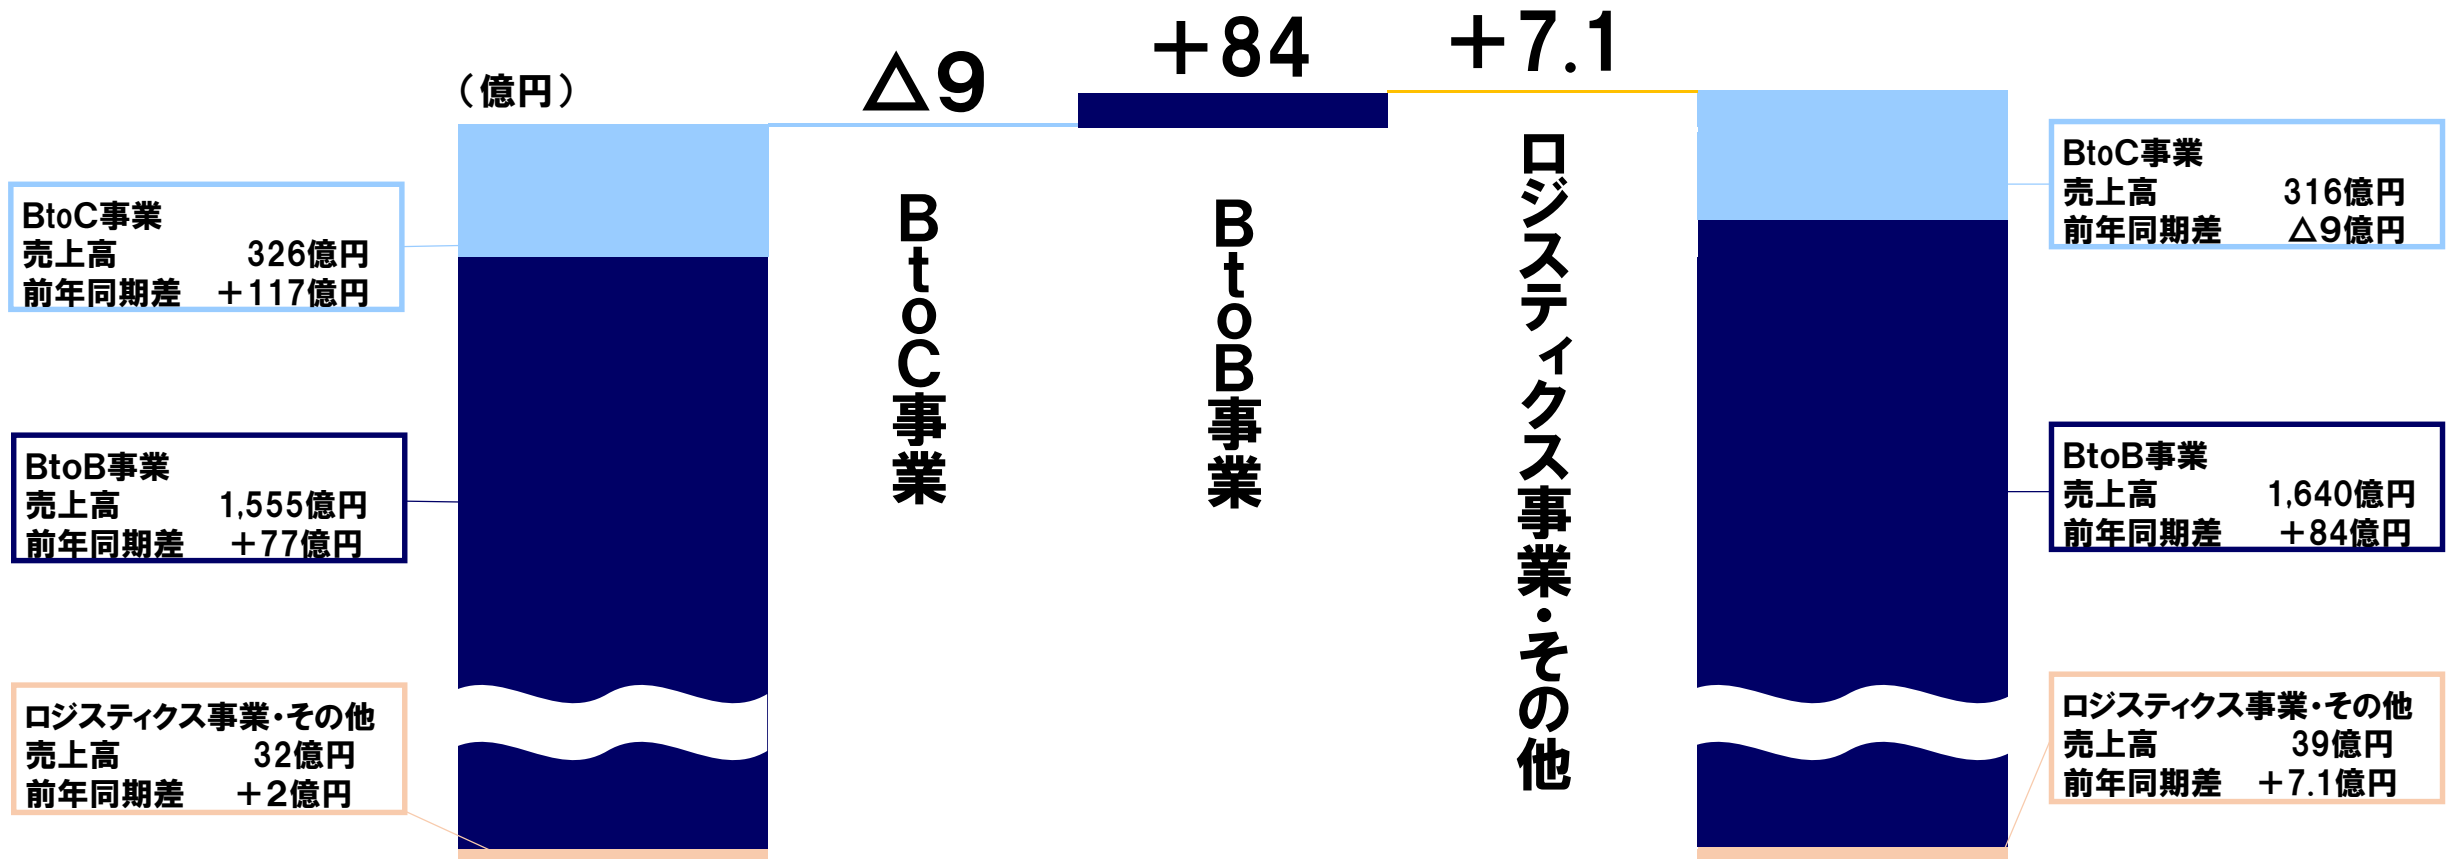 （億円）
△9
＋84
＋7.1
BtoC事業
売上高 326億円
前年同期差 ＋117億円
BtoB事業
売上高 1,555億円
前年同期差 ＋77億円
ロジスティクス事業・その他
売上高 32億円
前年同期差 ＋2億円
BtoC事業
BtoB事業
ロジスティクス事業・その他
BtoC事業
売上高 316億円
前年同期差 △9億円
BtoB事業
売上高 1,640億円
前年同期差 ＋84億円
ロジスティクス事業・その他
売上高 39億円
前年同期差 ＋7.1億円